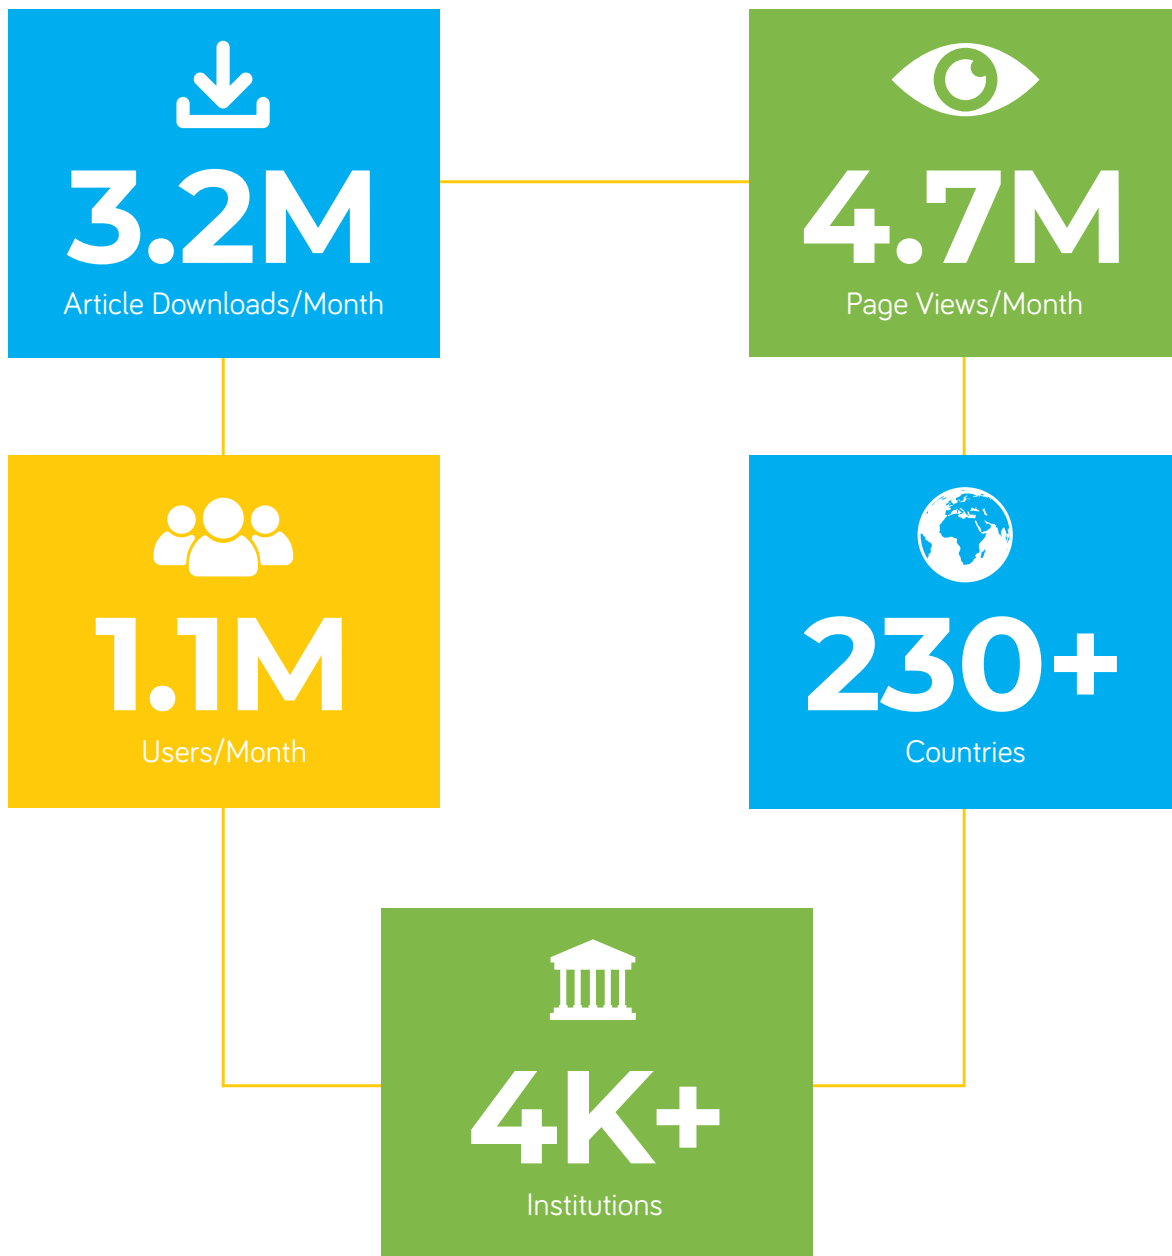 3.2M
Article Downloads/Month
4.7M
Page Views/Month
1.1M
Users/Month
230+
Countries
4K+
Institutions